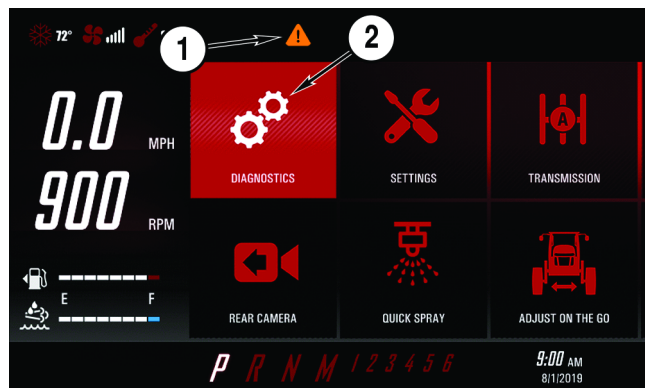 72°
1
2
0.0 MPH
900 RPM
E F
DIAGNOSTICS
SETTINGS
TRANSMISSION
A
REAR CAMERA
QUICK SPRAY
ADJUST ON THE GO
P R N M 1 2 3 4 5 6
9:00 AM
8/1/2019